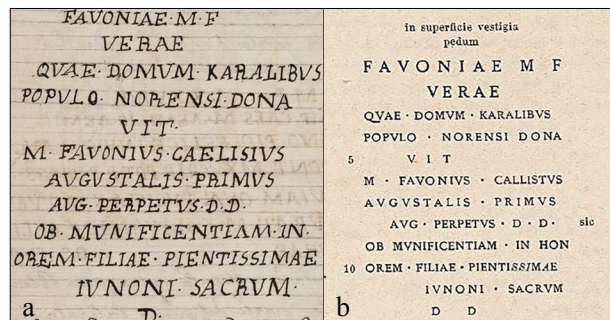 FAVONIAE·M·F
VERAE
QVAE·DOMVM·KARALIBVS
POPVLO·NORENSI·DONA
VIT·
M·FAVONIVS·CAELISIVS
AVGVSTALIS·PRIMVS
AVG·PERPETVS·D·D·
OB·MVNIFICENTIAM·IN·
OREM·FILIAE·PIENTISSIMAE
IVNONI·SACRVM·
D·
a
in superficie vestigia
pedum
FAVONIAE M F
VERAE
QVAE · DOMVM · KARALIBVS
POPVLO · NORENSI DONA
5 VIT
M · FAVONIVS · CALLISTVS
AVGVSTALIS · PRIMVS
AVG · PERPETVS · D · D · sic
OB MVNIFICENTIAM · IN HON
10 OREM · FILIAE · PIENTISSIMAE
IVNONI · SACRVM
D D
b